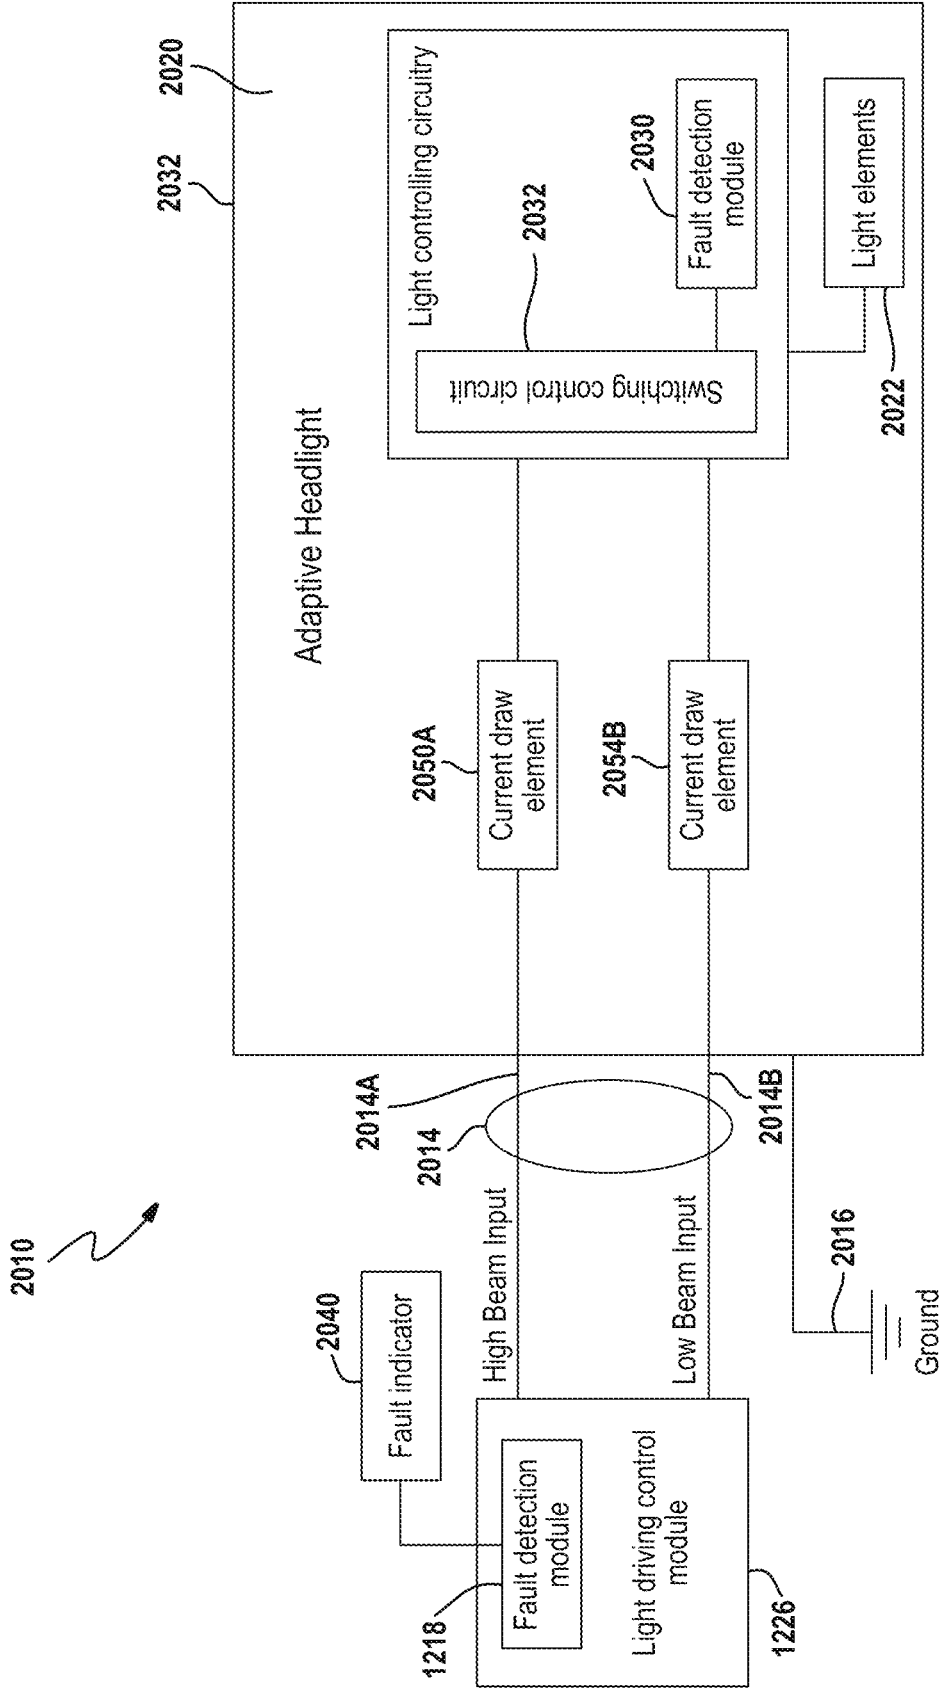 2010
2032
2020
Adaptive Headlight
Light controlling circuitry
2032
Switching control circuit
2030
Fault detection
module
Light elements
2022
2050A
Current draw
element
2054B
Current draw
element
2014A
2014
2014B
High Beam Input
Low Beam Input
2040
Fault indicator
1218
Fault detection
module
Light driving control
module
1226
2016
Ground